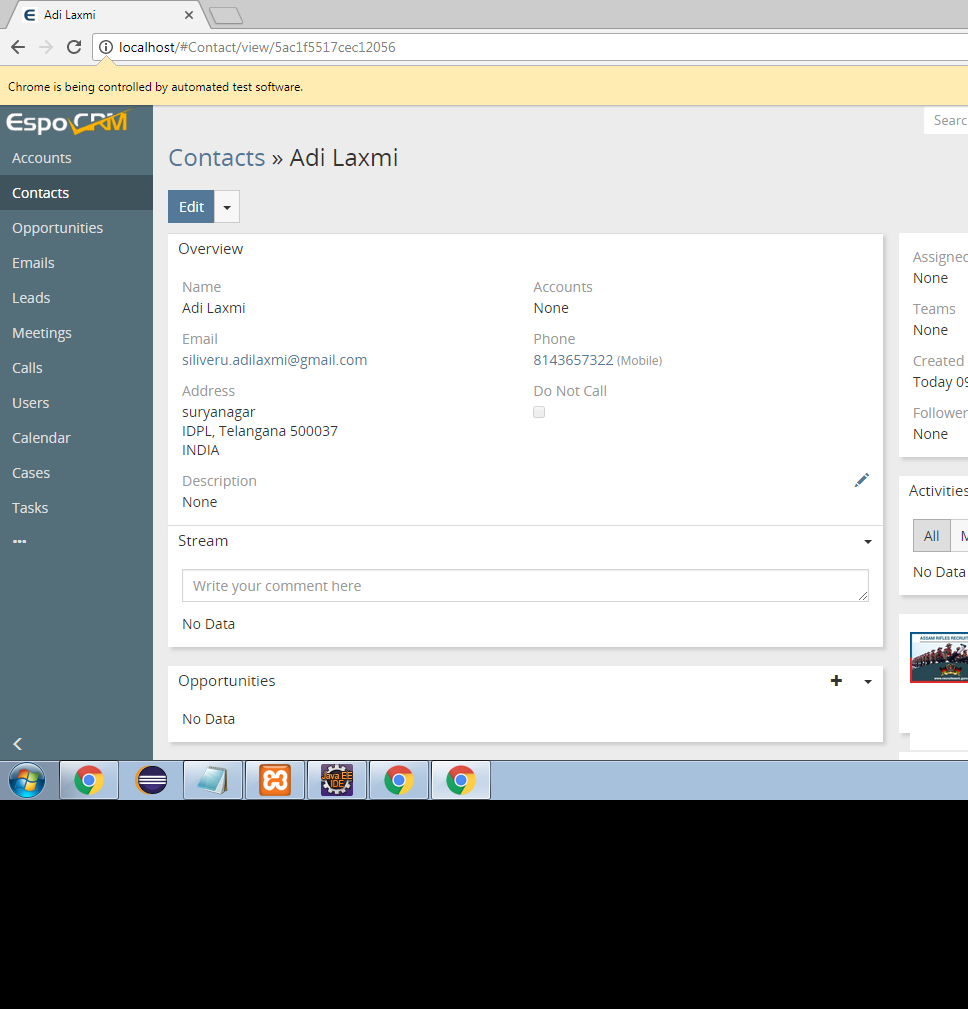 Adi Laxmi
localhost/#Contact/view/5ac1f5517cec12056
Chrome is being controlled by automated test software.
EspoCRM
Searc
Accounts
Contacts
Opportunities
Emails
Leads
Meetings
Calls
Users
Calendar
Cases
Tasks
Contacts » Adi Laxmi
Edit
Overview
Name
Adi Laxmi
Accounts
None
Email
siliveru.adilaxmi@gmail.com
Phone
8143657322 (Mobile)
Address
suryanagar
IDPL, Telangana 500037
INDIA
Do Not Call
Description
None
Stream
Write your comment here
No Data
Opportunities
No Data
Assigned
None
Teams
None
Created
Today 09
Follower
None
Activities
All
M
No Data
ASSAM RIFLES RECRUIT
Java EE
IDE